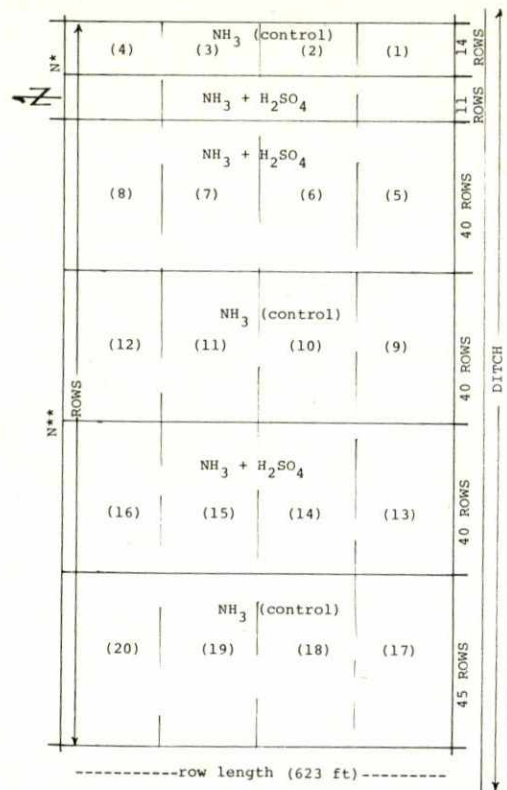 NH3 (control)
(4) (3) (2) (1)
14 ROWS
N*
N
NH3 + H2SO4
11 ROWS
NH3 + H2SO4
(8) (7) (6) (5)
40 ROWS
NH3 (control)
(12) (11) (10) (9)
40 ROWS
ROWS
N**
DITCH
NH3 + H2SO4
(16) (15) (14) (13)
40 ROWS
NH3 (control)
(20) (19) (18) (17)
45 ROWS
-----------row length (623 ft)---------